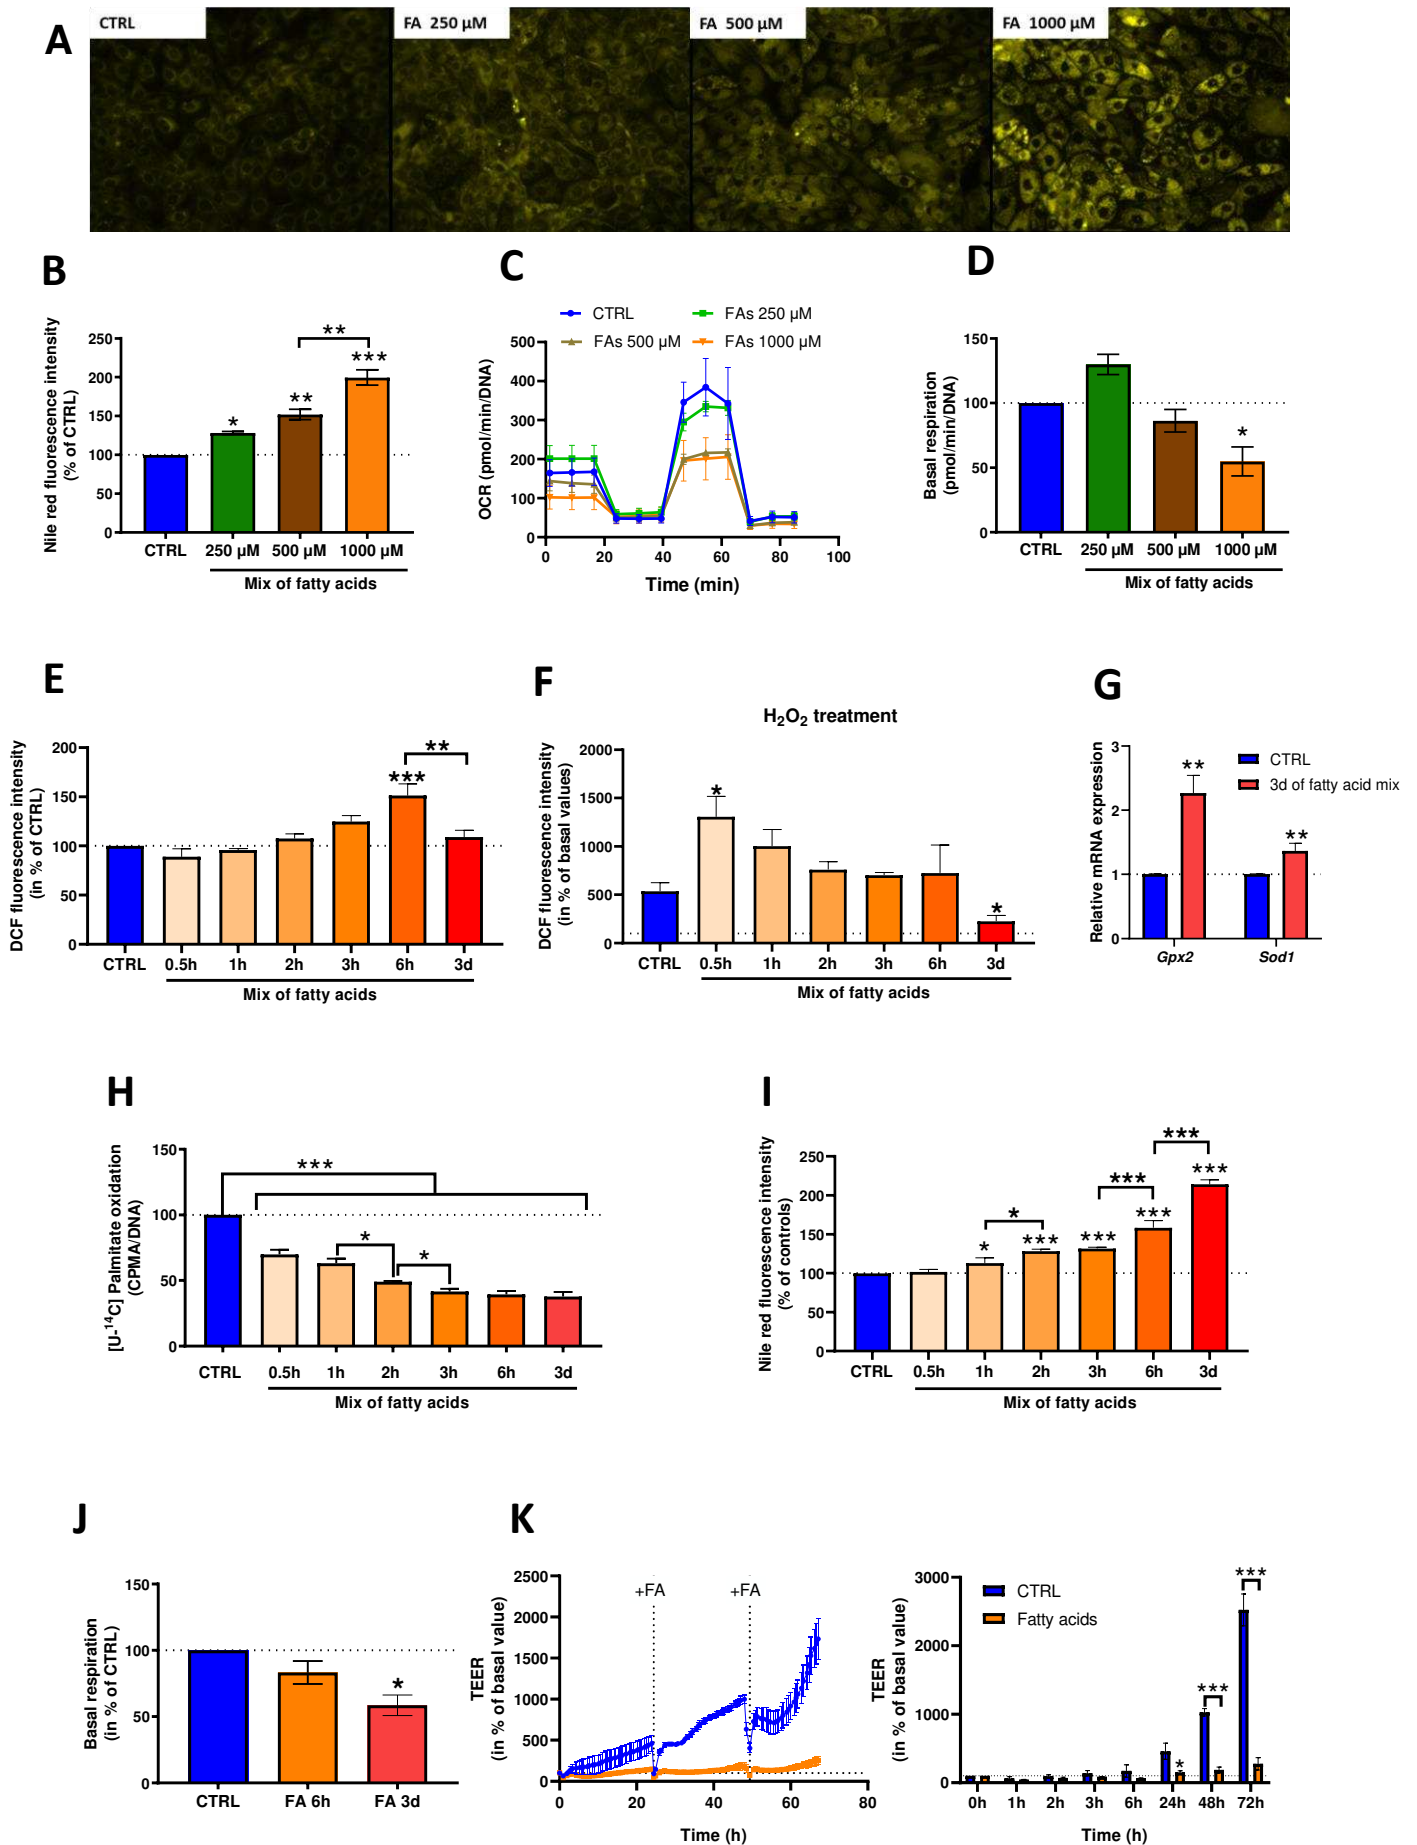 A
CTRL
FA 250 µM
FA 500 µM
FA 1000 µM
B
Nile red fluorescence intensity
(% of CTRL)
250
200
150
100
50
0
*
**
***
**
CTRL
250 µM
500 µM
1000 µM
Mix of fatty acids
C
CTRL
FAs 250 µM
FAs 500 µM
FAs 1000 µM
OCR (pmol/min/DNA)
500
400
300
200
100
0
0
20
40
60
80
100
Time (min)
D
Basal respiration
(pmol/min/DNA)
150
100
50
0
*
CTRL
250 µM
500 µM
1000 µM
Mix of fatty acids
E
DCF fluorescence intensity
(in % of CTRL)
200
150
100
50
0
***
**
CTRL
0.5h
1h
2h
3h
6h
3d
Mix of fatty acids
F
H2O2 treatment
DCF fluorescence intensity
(in % of basal values)
2000
1500
1000
500
0
*
*
CTRL
0.5h
1h
2h
3h
6h
3d
Mix of fatty acids
G
Relative mRNA expression
3
2
1
0
**
**
CTRL
3d of fatty acid mix
Gpx2
Sod1
H
[U-14C] Palmitate oxidation
(CPMA/DNA)
150
100
50
0
***
*
*
CTRL
0.5h
1h
2h
3h
6h
3d
Mix of fatty acids
I
Nile red fluorescence intensity
(% of controls)
250
200
150
100
50
0
*
*
***
***
***
***
***
***
CTRL
0.5h
1h
2h
3h
6h
3d
Mix of fatty acids
J
Basal respiration
(in % of CTRL)
150
100
50
0
*
CTRL
FA 6h
FA 3d
K
TEER
(in % of basal value)
2500
2000
1500
1000
500
0
+FA
+FA
0
20
40
60
80
Time (h)
TEER
(in % of basal value)
3000
2000
1000
0
CTRL
Fatty acids
*
***
***
0h
1h
2h
3h
6h
24h
48h
72h
Time (h)